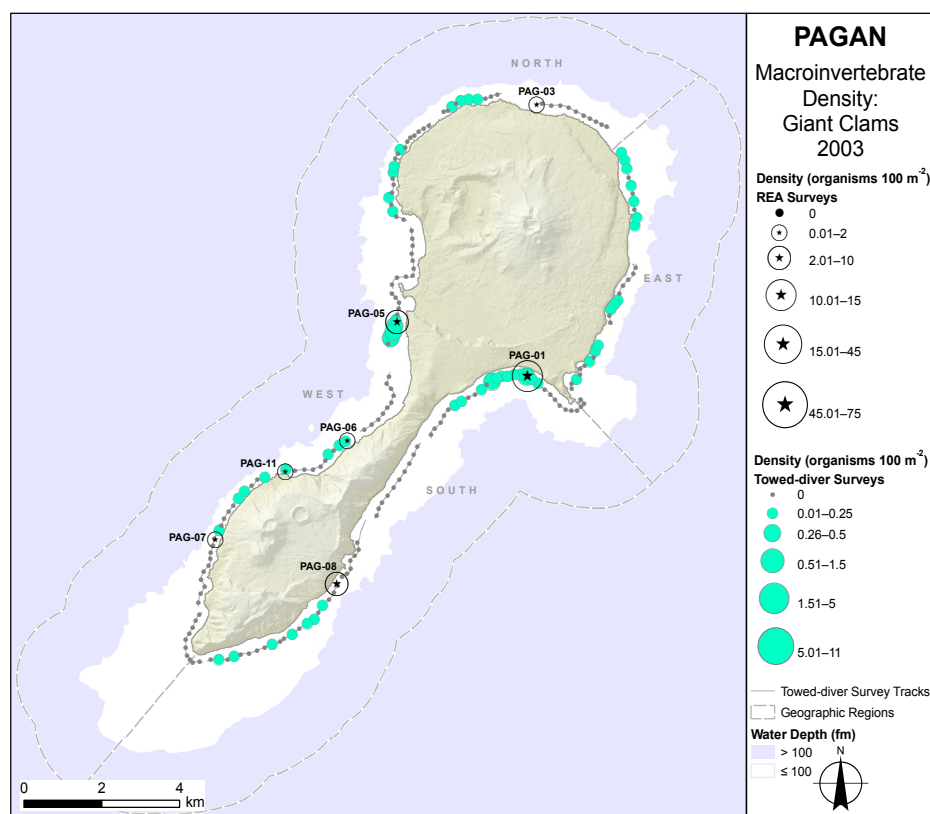 PAGAN
Macroinvertebrate
Density:
Giant Clams
2003
Density (organisms 100 m⁻²)
REA Surveys
0
0.01–2
2.01–10
10.01–15
15.01–45
45.01–75
Density (organisms 100 m⁻²)
Towed-diver Surveys
0
0.01–0.25
0.26–0.5
0.51–1.5
1.51–5
5.01–11
Towed-diver Survey Tracks
Geographic Regions
Water Depth (fm)
> 100
≤ 100
N
NORTH
PAG-03
EAST
PAG-05
PAG-01
WEST
PAG-06
PAG-11
SOUTH
PAG-07
PAG-08
0 2 4
km